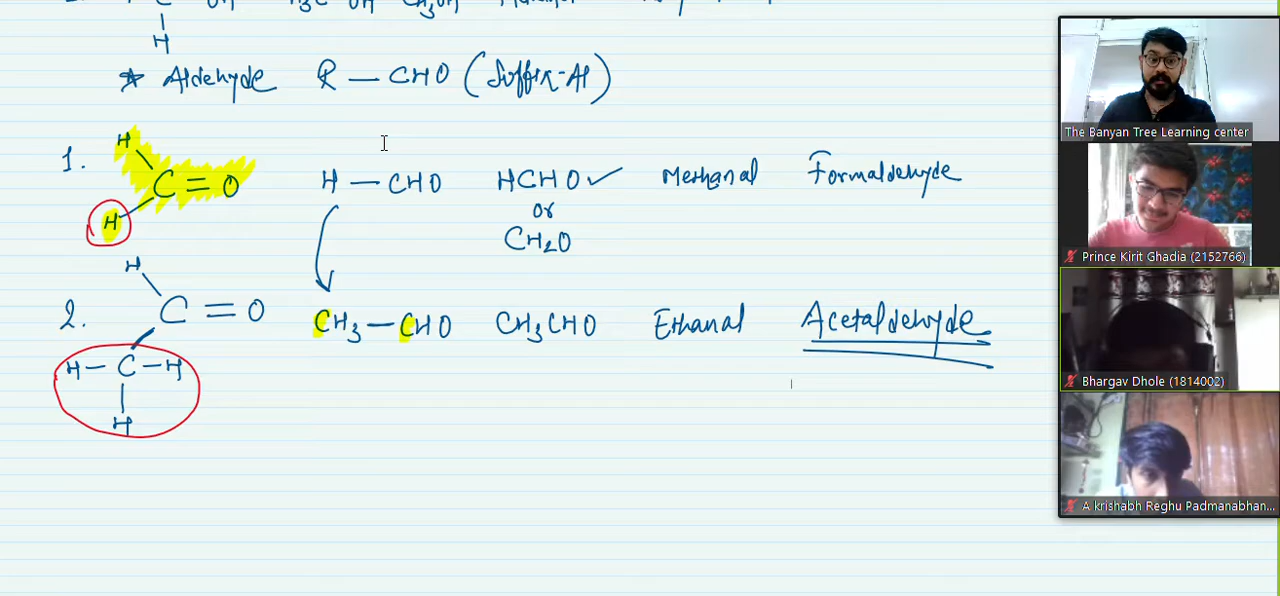 H
* Aldehyde R — CHO (Suffix-Al)
1. H
C = O
H
H — CHO HCHO ✓ Methanal Formaldehyde
or
CH₂O
2. H
C = O
H — C — H
H
CH₃ — CHO CH₃CHO Ethanal Acetaldehyde
The Banyan Tree Learning center
Prince Kirit Ghadia (2152766)
Bhargav Dhole (1814002)
A krishabh Reghu Padmanabhan...